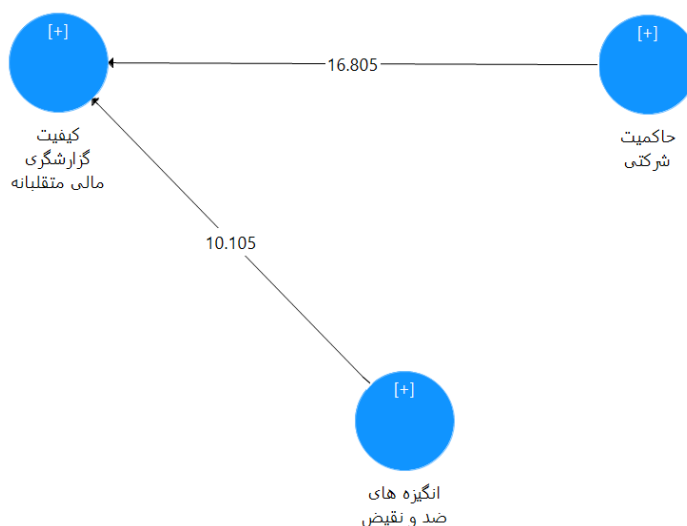 [+]
کیفیت
گزارشگری
مالی متقلبانه
16.805
[+]
حاکمیت
شرکتی
10.105
[+]
انگیزه های
ضد و نقیض